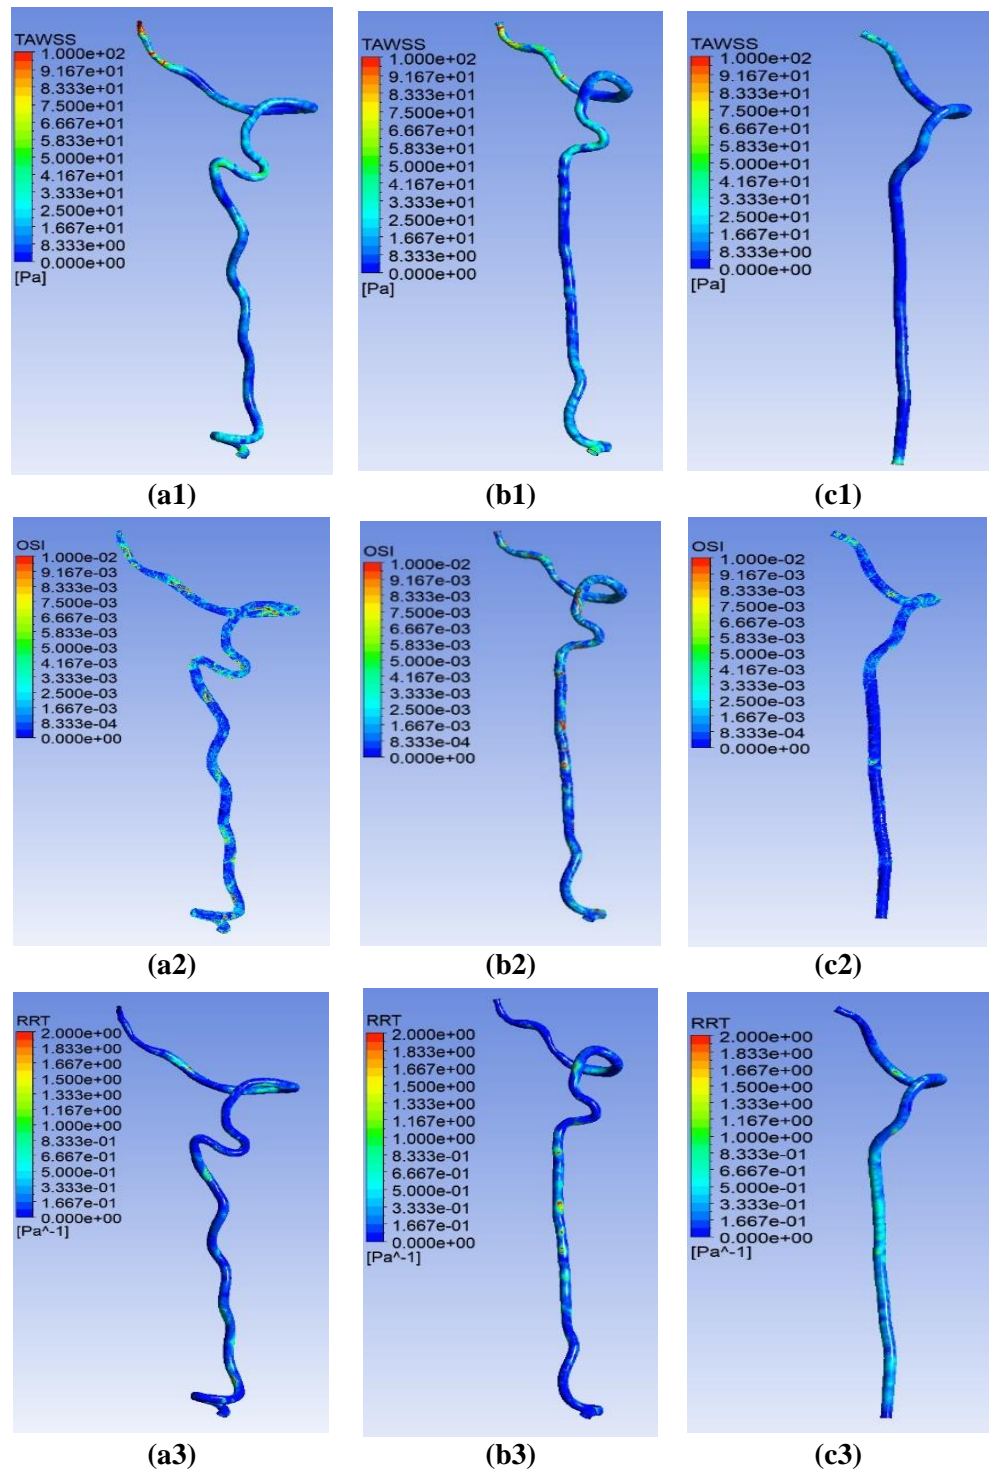 TAWSS
1.000e+02
9.167e+01
8.333e+01
7.500e+01
6.667e+01
5.833e+01
5.000e+01
4.167e+01
3.333e+01
2.500e+01
1.667e+01
8.333e+00
0.000e+00
[Pa]
(a1)
TAWSS
1.000e+02
9.167e+01
8.333e+01
7.500e+01
6.667e+01
5.833e+01
5.000e+01
4.167e+01
3.333e+01
2.500e+01
1.667e+01
8.333e+00
0.000e+00
[Pa]
(b1)
TAWSS
1.000e+02
9.167e+01
8.333e+01
7.500e+01
6.667e+01
5.833e+01
5.000e+01
4.167e+01
3.333e+01
2.500e+01
1.667e+01
8.333e+00
0.000e+00
[Pa]
(c1)
OSI
1.000e-02
9.167e-03
8.333e-03
7.500e-03
6.667e-03
5.833e-03
5.000e-03
4.167e-03
3.333e-03
2.500e-03
1.667e-03
8.333e-04
0.000e+00
(a2)
OSI
1.000e-02
9.167e-03
8.333e-03
7.500e-03
6.667e-03
5.833e-03
5.000e-03
4.167e-03
3.333e-03
2.500e-03
1.667e-03
8.333e-04
0.000e+00
(b2)
OSI
1.000e-02
9.167e-03
8.333e-03
7.500e-03
6.667e-03
5.833e-03
5.000e-03
4.167e-03
3.333e-03
2.500e-03
1.667e-03
8.333e-04
0.000e+00
(c2)
RRT
2.000e+00
1.833e+00
1.667e+00
1.500e+00
1.333e+00
1.167e+00
1.000e+00
8.333e-01
6.667e-01
5.000e-01
3.333e-01
1.667e-01
0.000e+00
[Pa^-1]
(a3)
RRT
2.000e+00
1.833e+00
1.667e+00
1.500e+00
1.333e+00
1.167e+00
1.000e+00
8.333e-01
6.667e-01
5.000e-01
3.333e-01
1.667e-01
0.000e+00
[Pa^-1]
(b3)
RRT
2.000e+00
1.833e+00
1.667e+00
1.500e+00
1.333e+00
1.167e+00
1.000e+00
8.333e-01
6.667e-01
5.000e-01
3.333e-01
1.667e-01
0.000e+00
[Pa^-1]
(c3)